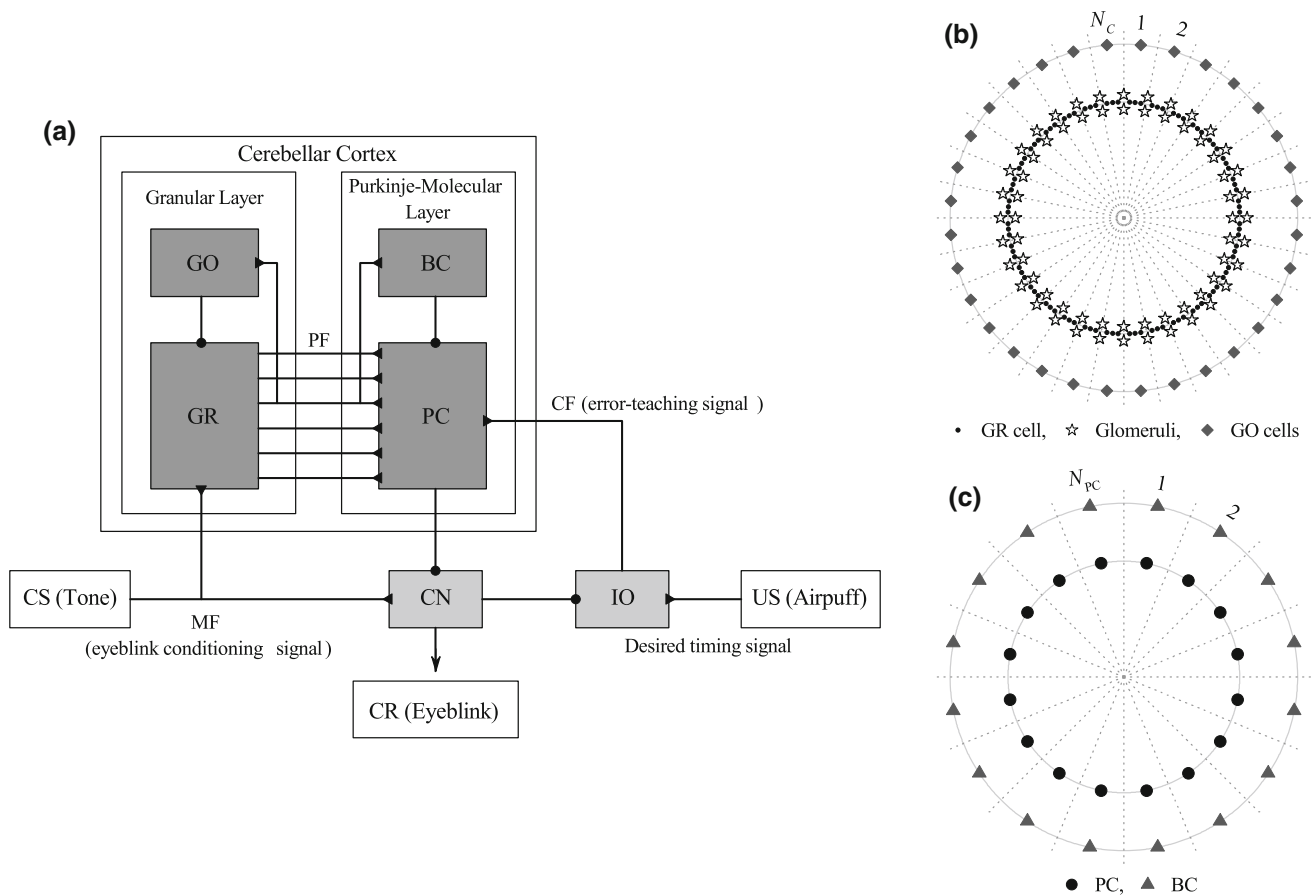 (a)
Cerebellar Cortex
Granular Layer
Purkinje-Molecular
Layer
GO
BC
PF
GR
PC
CF (error-teaching signal )
CS (Tone)
CN
IO
US (Airpuff)
MF
(eyeblink conditioning signal)
Desired timing signal
CR (Eyeblink)
(b)
N_C 1 2
GR cell, Glomeruli, GO cells
(c)
N_PC 1 2
PC, BC